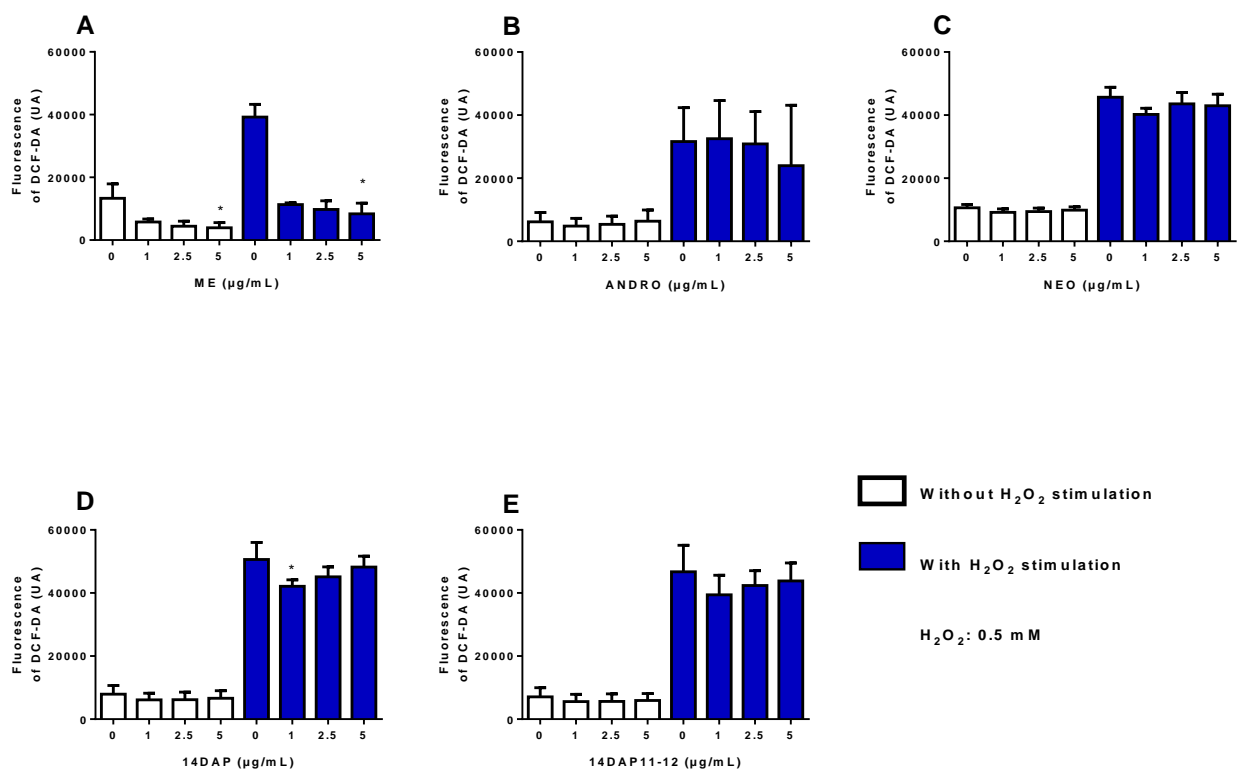 A
Fluorescence
of DCF-DA (UA)
60000
40000
20000
0
*
*
0 1 2.5 5 0 1 2.5 5
ME (µg/mL)
B
Fluorescence
of DCF-DA (UA)
60000
40000
20000
0
0 1 2.5 5 0 1 2.5 5
ANDRO (µg/mL)
C
Fluorescence
of DCF-DA (UA)
60000
40000
20000
0
0 1 2.5 5 0 1 2.5 5
NEO (µg/mL)
D
Fluorescence
of DCF-DA (UA)
60000
40000
20000
0
*
0 1 2.5 5 0 1 2.5 5
14DAP (µg/mL)
E
Fluorescence
of DCF-DA (UA)
60000
40000
20000
0
0 1 2.5 5 0 1 2.5 5
14DAP11-12 (µg/mL)
Without H₂O₂ stimulation
With H₂O₂ stimulation
H₂O₂: 0.5 mM